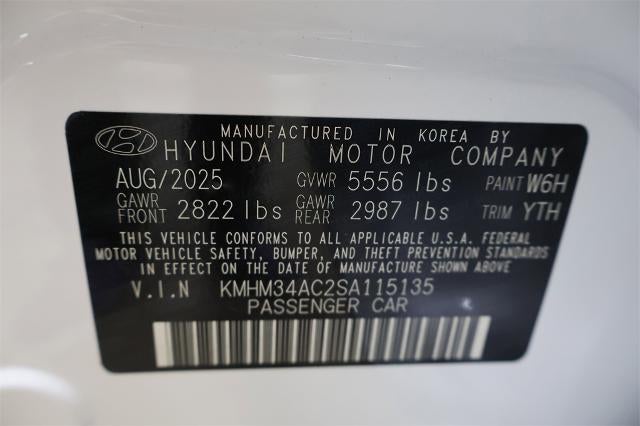 MANUFACTURED IN KOREA BY
HYUNDAI MOTOR COMPANY
AUG/2025 GVWR 5556 lbs PAINT W6H
GAWR FRONT 2822 lbs GAWR REAR 2987 lbs TRIM YTH
THIS VEHICLE CONFORMS TO ALL APPLICABLE U.S.A. FEDERAL
MOTOR VEHICLE SAFETY, BUMPER, AND THEFT PREVENTION STANDARDS
IN EFFECT ON THE DATE OF MANUFACTURE SHOWN ABOVE
V.I.N KMHM34AC2SA115135
PASSENGER CAR